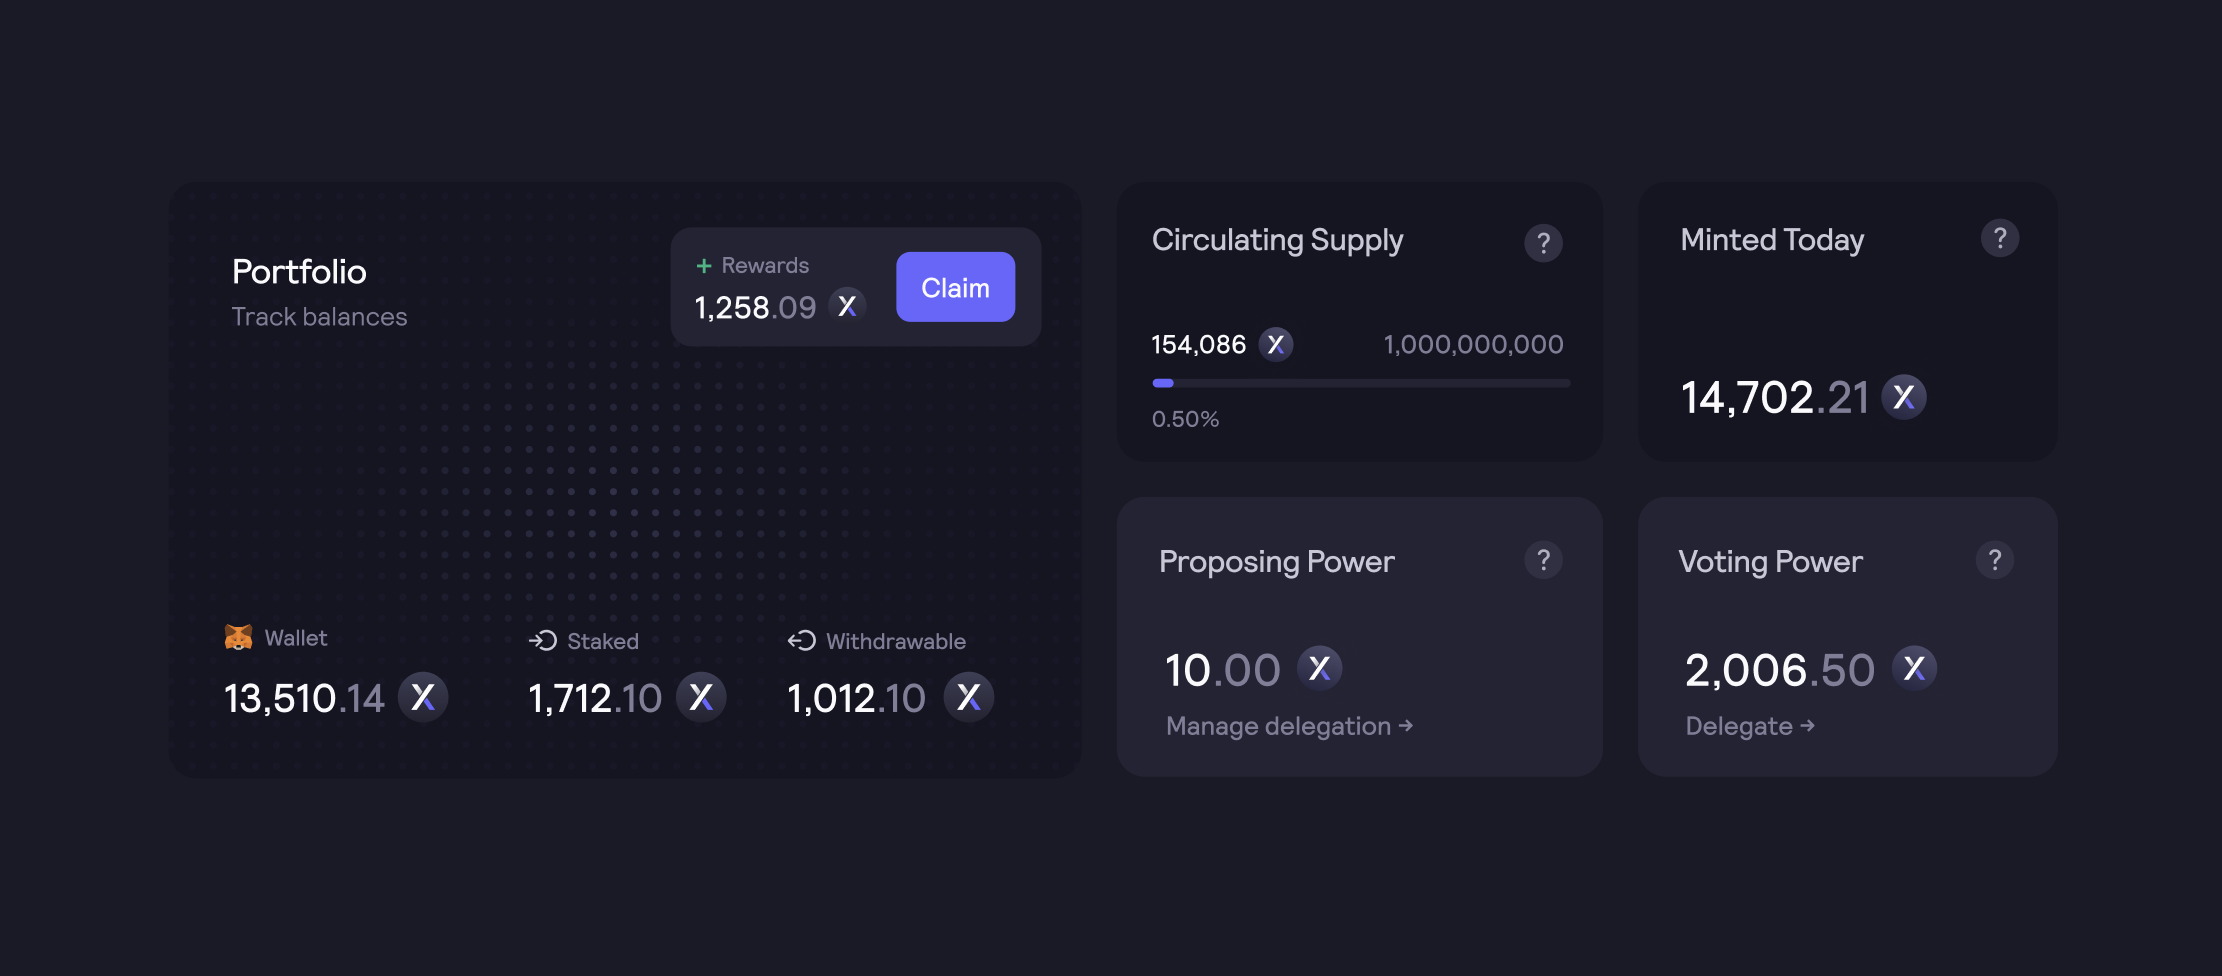 Portfolio
Track balances
+ Rewards
1,258.09 X
Claim
Wallet
13,510.14 X
Staked
1,712.10 X
Withdrawable
1,012.10 X
Circulating Supply ?
154,086 X 1,000,000,000
0.50%
Minted Today ?
14,702.21 X
Proposing Power ?
10.00 X
Manage delegation →
Voting Power ?
2,006.50 X
Delegate →